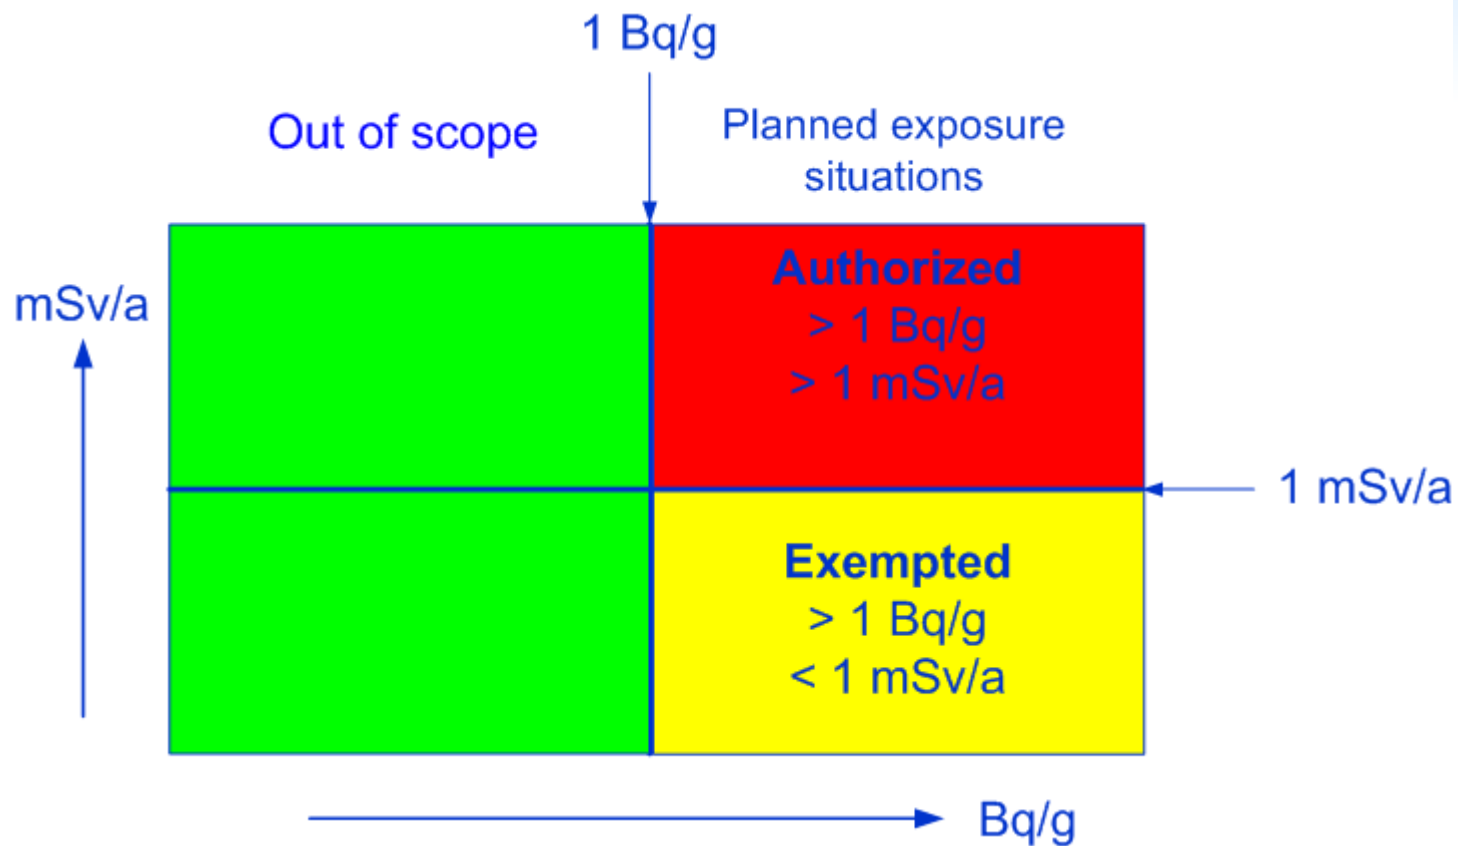 1 Bq/g
Out of scope
Planned exposure
situations
mSv/a
Authorized
> 1 Bq/g
> 1 mSv/a
1 mSv/a
Exempted
> 1 Bq/g
< 1 mSv/a
Bq/g